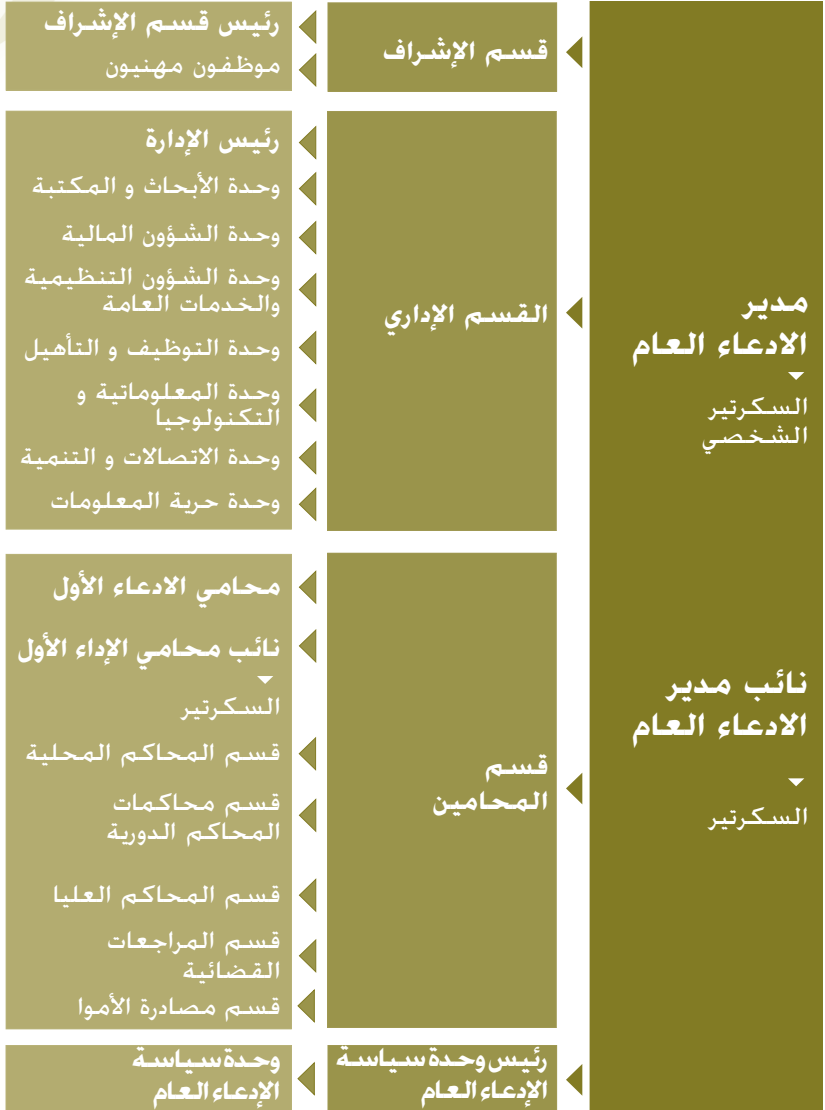 مدير
الادعاء العام
السكرتير
الشخصي
نائب مدير
الادعاء العام
السكرتير
قسم الإشراف
رئيس قسم الإشراف
موظفون مهنيون
القسم الإداري
رئيس الإدارة
وحدة الأبحاث و المكتبة
وحدة الشؤون المالية
وحدة الشؤون التنظيمية
والخدمات العامة
وحدة التوظيف و التأهيل
وحدة المعلوماتية و
التكنولوجيا
وحدة الاتصالات و التنمية
وحدة حرية المعلومات
قسم
المحامين
محامي الادعاء الأول
نائب محامي الإداء الأول
السكرتير
قسم المحاكم المحلية
قسم محاكمات
المحاكم الدورية
قسم المحاكم العليا
قسم المراجعات
القضائية
قسم مصادرة الأموا
رئيس وحدة سياسة
الإدعاء العام
وحدة سياسة
الإدعاء العام